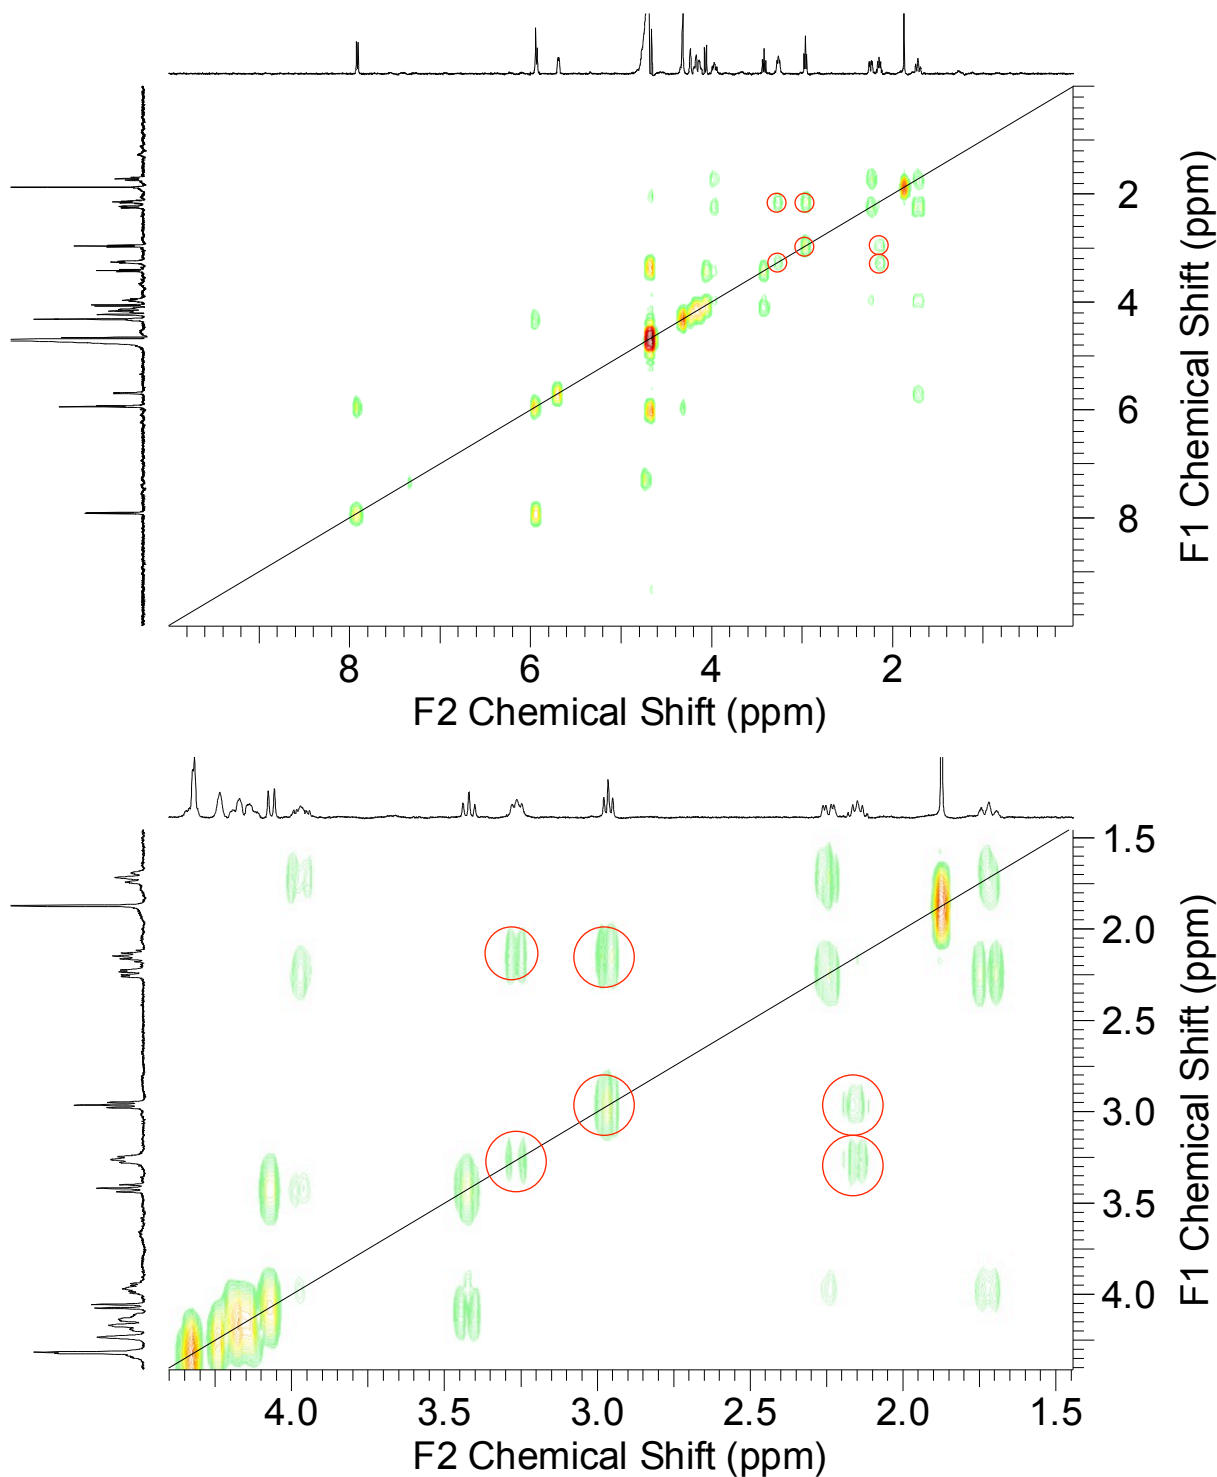 2
4
6
8
F1 Chemical Shift (ppm)
8 6 4 2
F2 Chemical Shift (ppm)
1.5
2.0
2.5
3.0
3.5
4.0
F1 Chemical Shift (ppm)
4.0 3.5 3.0 2.5 2.0 1.5
F2 Chemical Shift (ppm)